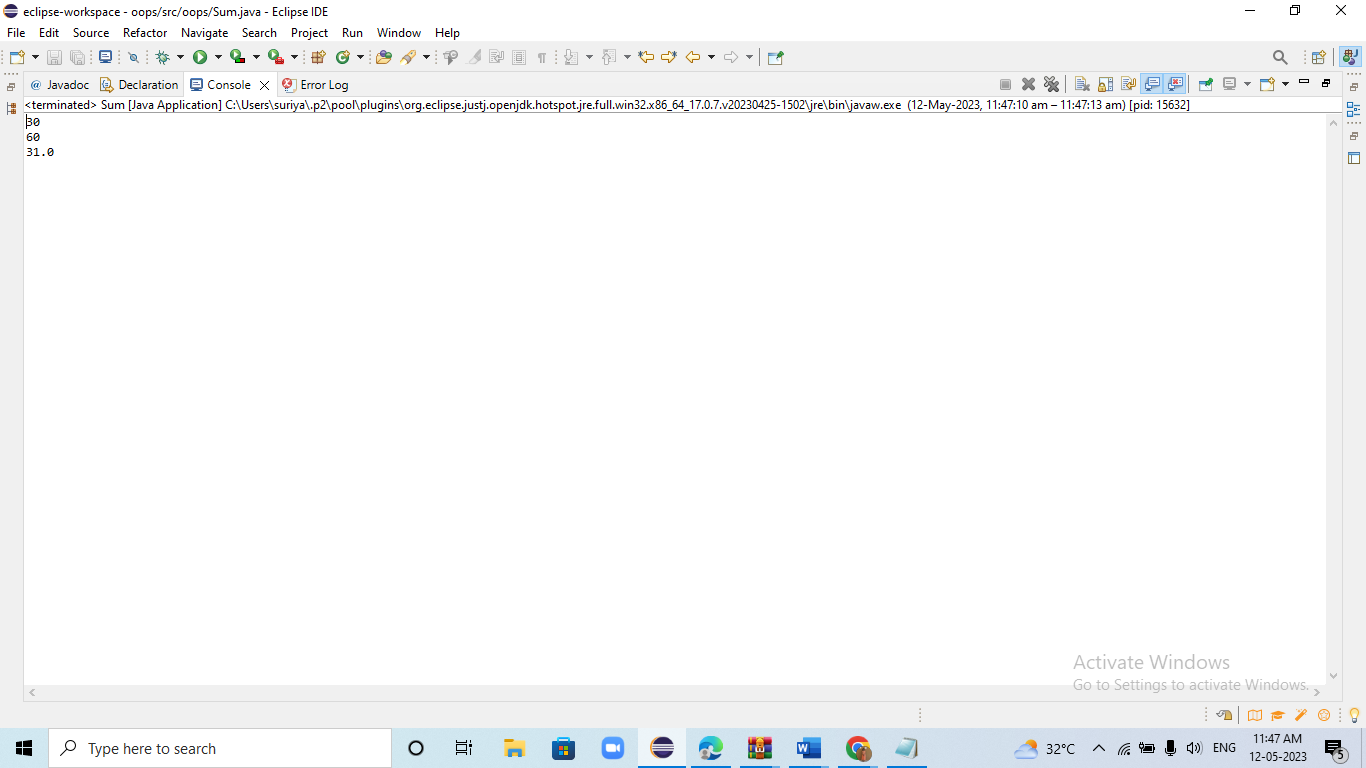 eclipse-workspace - oops/src/oops/Sum.java - Eclipse IDE
File Edit Source Refactor Navigate Search Project Run Window Help
@ Javadoc Declaration Console Error Log
<terminated> Sum [Java Application] C:\Users\suriya\.p2\pool\plugins\org.eclipse.justj.openjdk.hotspot.jre.full.win32.x86_64_17.0.7.v20230425-1502\jre\bin\javaw.exe (12-May-2023, 11:47:10 am – 11:47:13 am) [pid: 15632]
30
60
31.0
Activate Windows
Go to Settings to activate Windows.
Type here to search
32°C
ENG
11:47 AM
12-05-2023
5